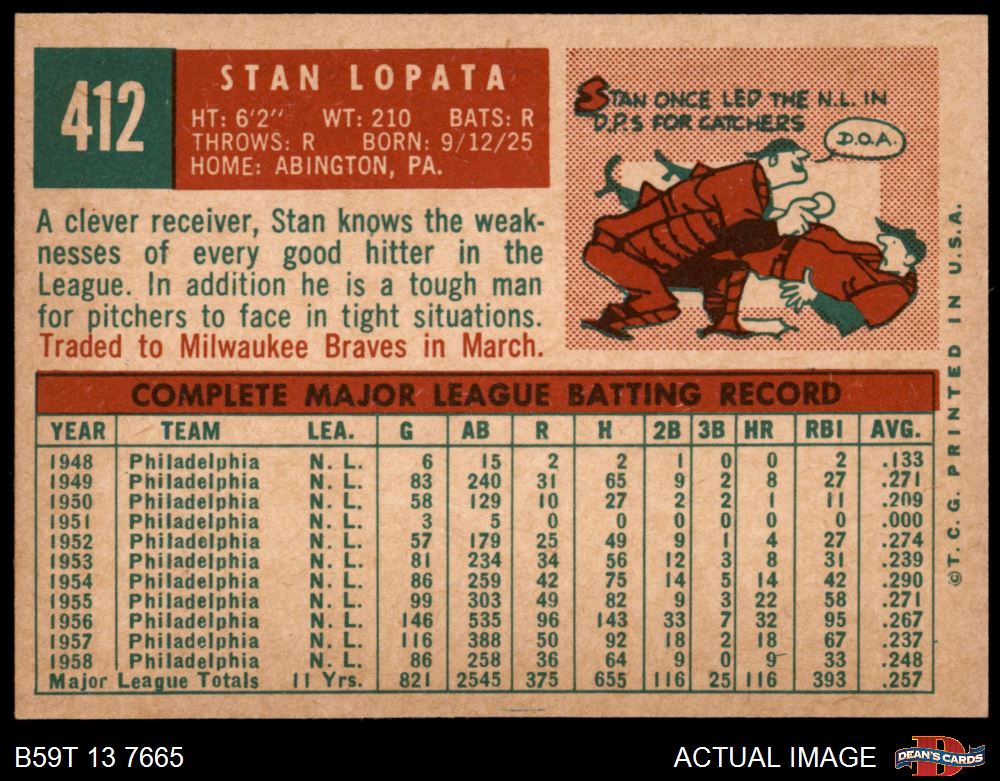 412
STAN LOPATA
HT: 6'2" WT: 210 BATS: R
THROWS: R BORN: 9/12/25
HOME: ABINGTON, PA.
STAN ONCE LED THE N.L. IN
D.P.S FOR CATCHERS
D.O.A.
A clever receiver, Stan knows the weak-
nesses of every good hitter in the
League. In addition he is a tough man
for pitchers to face in tight situations.
Traded to Milwaukee Braves in March.
COMPLETE MAJOR LEAGUE BATTING RECORD
YEAR TEAM LEA. G AB R H 2B 3B HR RBI AVG.
1948 Philadelphia N. L. 6 15 2 2 1 0 0 2 .133
1949 Philadelphia N. L. 83 240 31 65 9 2 8 27 .271
1950 Philadelphia N. L. 58 129 10 27 2 2 1 11 .209
1951 Philadelphia N. L. 3 5 0 0 0 0 0 0 .000
1952 Philadelphia N. L. 57 179 25 49 9 1 4 27 .274
1953 Philadelphia N. L. 81 234 34 56 12 3 8 31 .239
1954 Philadelphia N. L. 86 259 42 75 14 5 14 42 .290
1955 Philadelphia N. L. 99 303 49 82 9 3 22 58 .271
1956 Philadelphia N. L. 146 535 96 143 33 7 32 95 .267
1957 Philadelphia N. L. 116 388 50 92 18 2 18 67 .237
1958 Philadelphia N. L. 86 258 36 64 9 0 9 33 .248
Major League Totals 11 Yrs. 821 2545 375 655 116 25 116 393 .257
© T. C. G. PRINTED IN U.S.A.
B59T 13 7665
ACTUAL IMAGE
D
DEAN'S CARDS